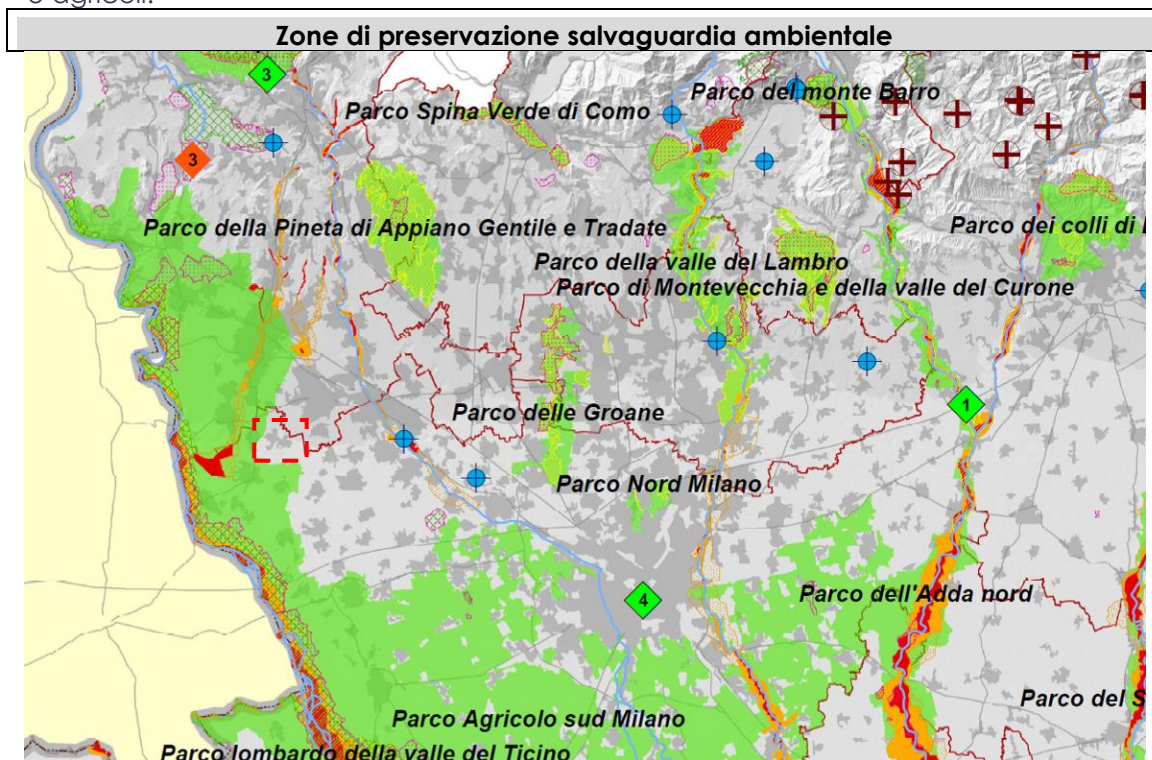 o agricoli.
Zone di preservazione salvaguardia ambientale
3
Parco del monte Barro
Parco Spina Verde di Como
3
Parco della Pineta di Appiano Gentile e Tradate
Parco dei colli di
Parco della valle del Lambro
Parco di Montevecchia e della valle del Curone
1
Parco delle Groane
Parco Nord Milano
4
Parco dell'Adda nord
Parco del S
Parco Agricolo sud Milano
Parco lombardo della valle del Ticino